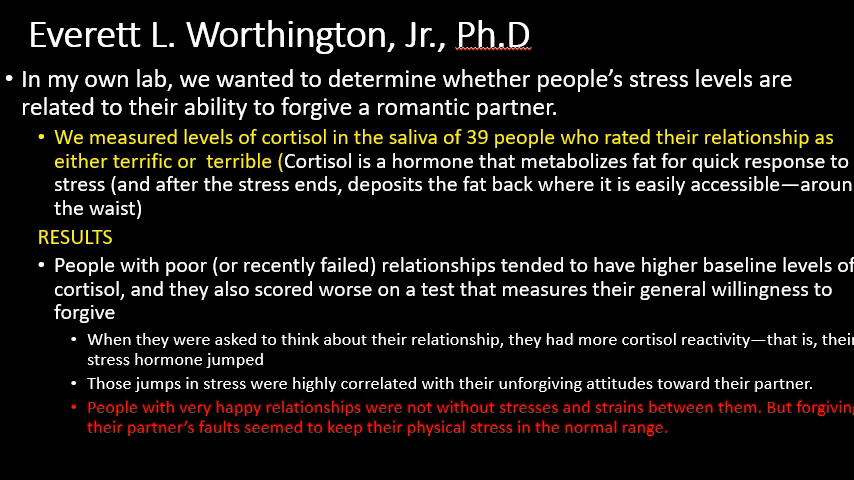 Everett L. Worthington, Jr., Ph.D
• In my own lab, we wanted to determine whether people’s stress levels are
related to their ability to forgive a romantic partner.
• We measured levels of cortisol in the saliva of 39 people who rated their relationship as
either terrific or  terrible (Cortisol is a hormone that metabolizes fat for quick response to
stress (and after the stress ends, deposits the fat back where it is easily accessible—aroun
the waist)
RESULTS
• People with poor (or recently failed) relationships tended to have higher baseline levels of
cortisol, and they also scored worse on a test that measures their general willingness to
forgive
• When they were asked to think about their relationship, they had more cortisol reactivity—that is, their
stress hormone jumped
• Those jumps in stress were highly correlated with their unforgiving attitudes toward their partner.
• People with very happy relationships were not without stresses and strains between them. But forgiving
their partner’s faults seemed to keep their physical stress in the normal range.